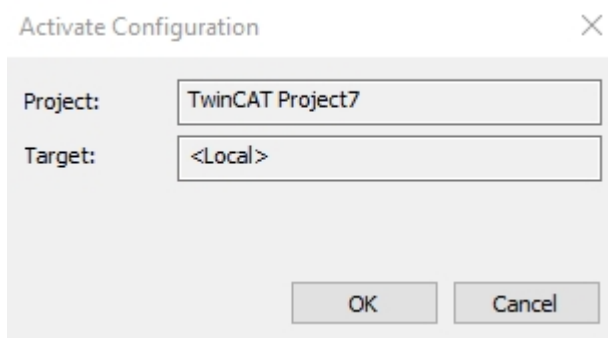 Activate Configuration
Project: TwinCAT Project7
Target: <Local>
OK Cancel